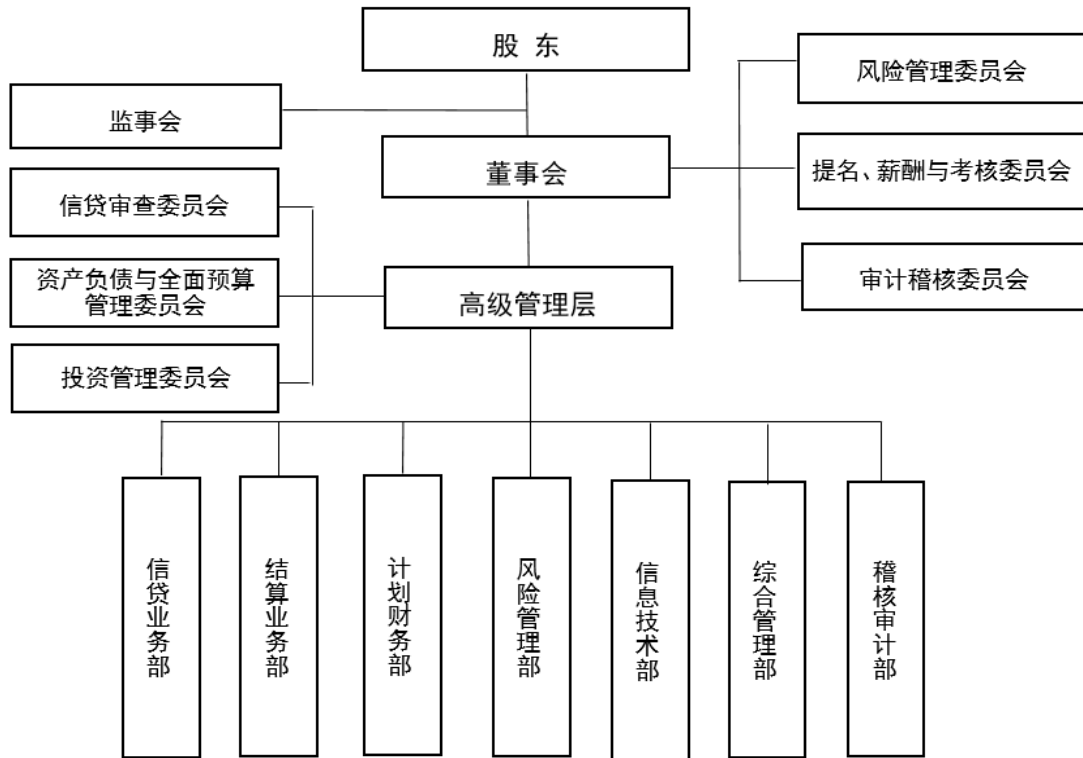 股 东
风险管理委员会
监事会
董事会
提名、薪酬与考核委员会
信贷审查委员会
资产负债与全面预算
管理委员会
高级管理层
审计稽核委员会
投资管理委员会
信贷业务部
结算业务部
计划财务部
风险管理部
信息技术部
综合管理部
稽核审计部